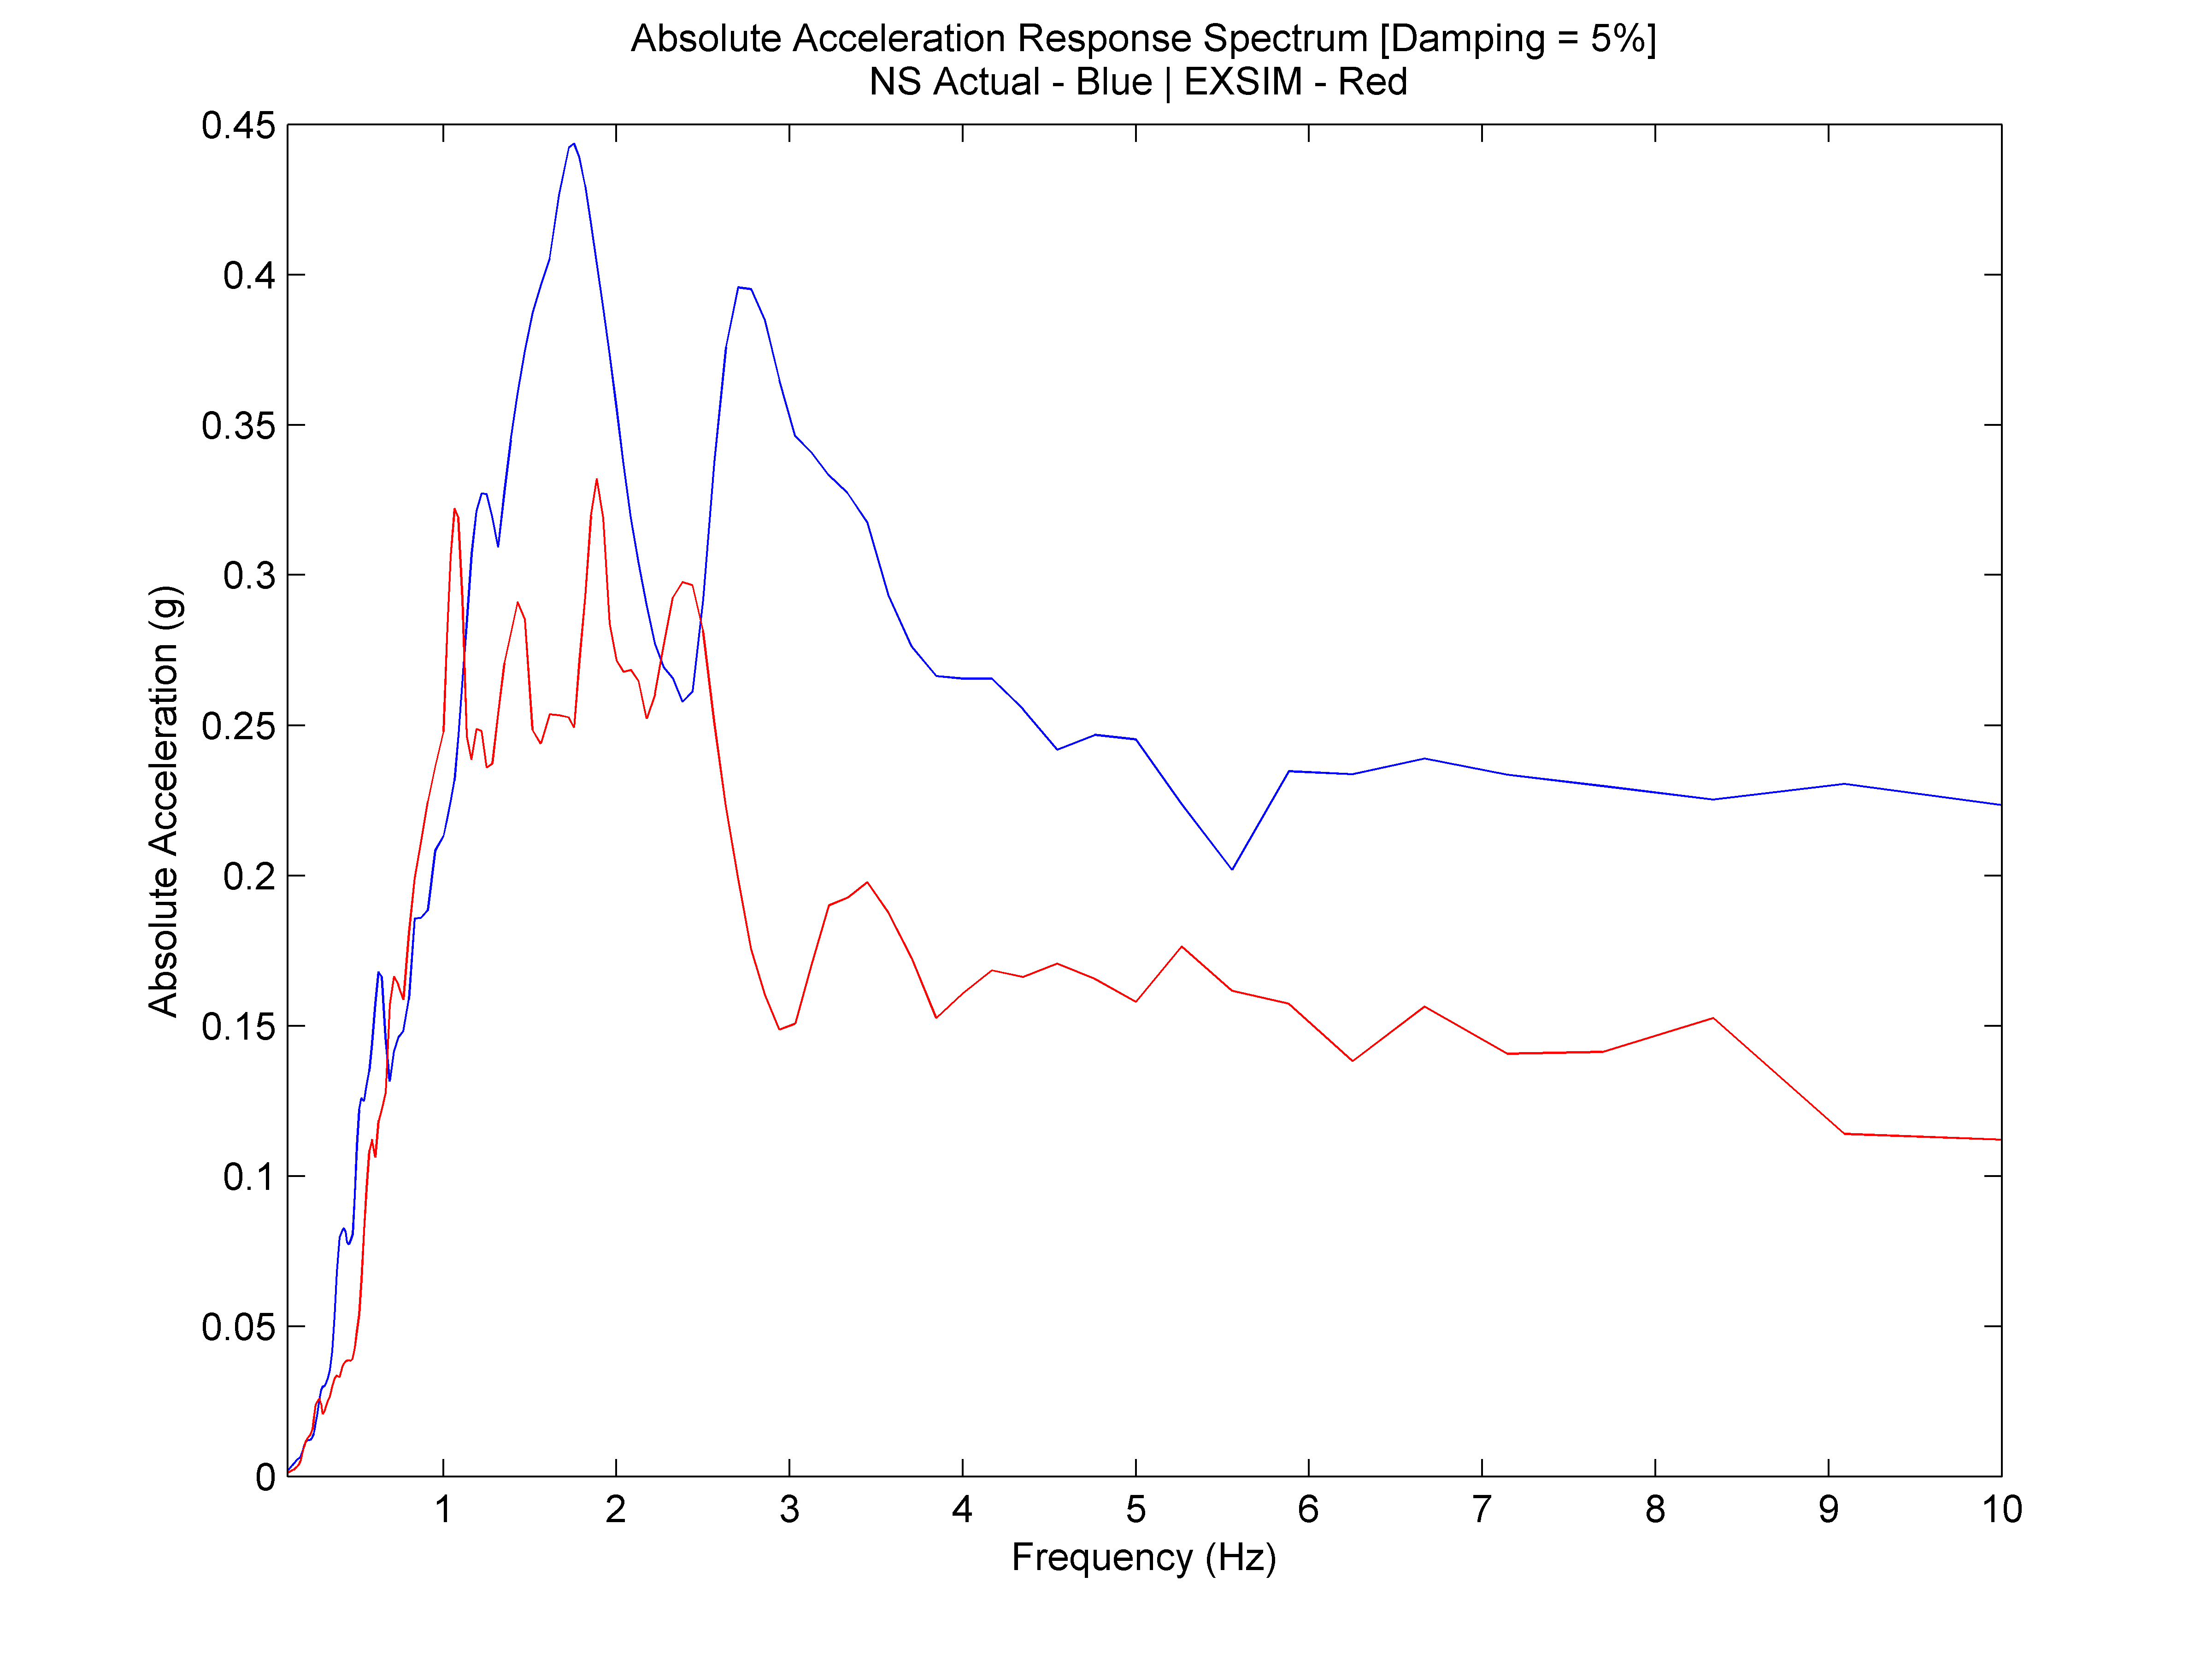 Absolute Acceleration Response Spectrum [Damping = 5%]
NS Actual - Blue | EXSIM - Red
0.45
0.4
0.35
0.3
0.25
0.2
0.15
0.1
0.05
0
Absolute Acceleration (g)
1 2 3 4 5 6 7 8 9 10
Frequency (Hz)